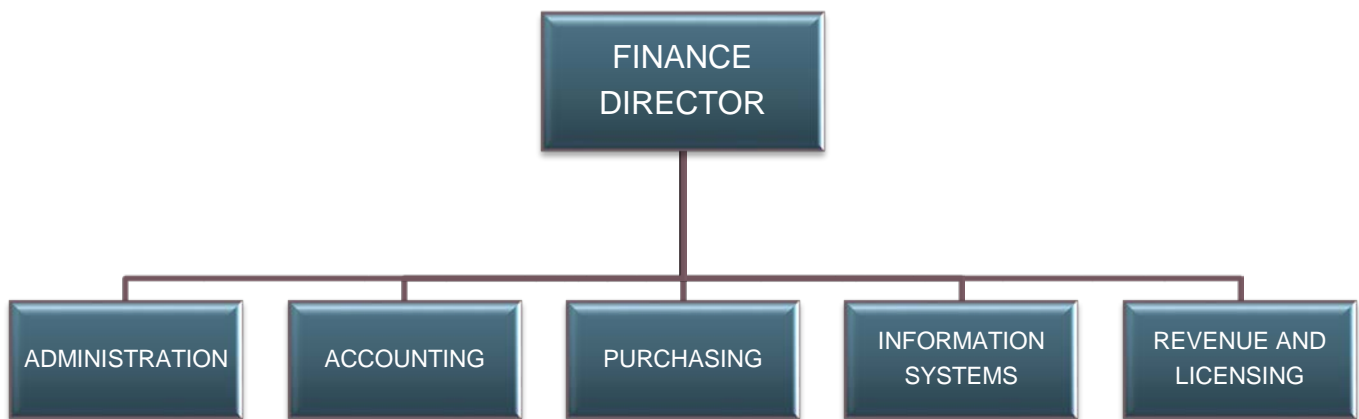 FINANCE
DIRECTOR
ADMINISTRATION
ACCOUNTING
PURCHASING
INFORMATION
SYSTEMS
REVENUE AND
LICENSING